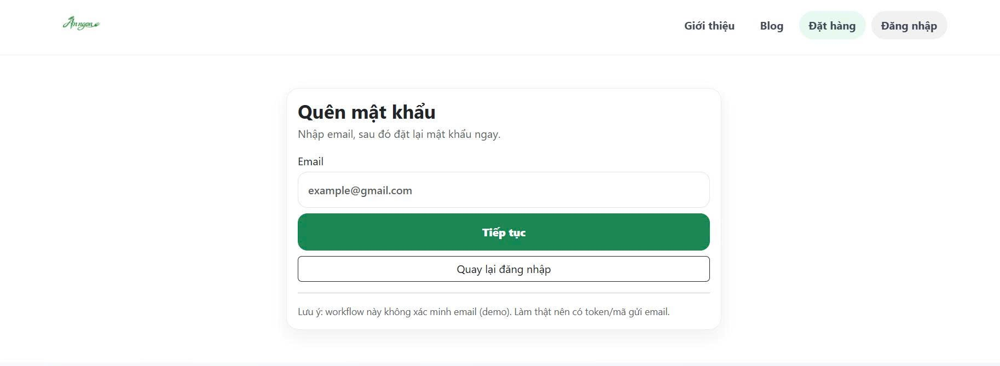 Ănngon
Giới thiệu
Blog
Đặt hàng
Đăng nhập
Quên mật khẩu
Nhập email, sau đó đặt lại mật khẩu ngay.
Email
example@gmail.com
Tiếp tục
Quay lại đăng nhập
Lưu ý: workflow này không xác minh email (demo). Làm thật nên có token/mã gửi email.